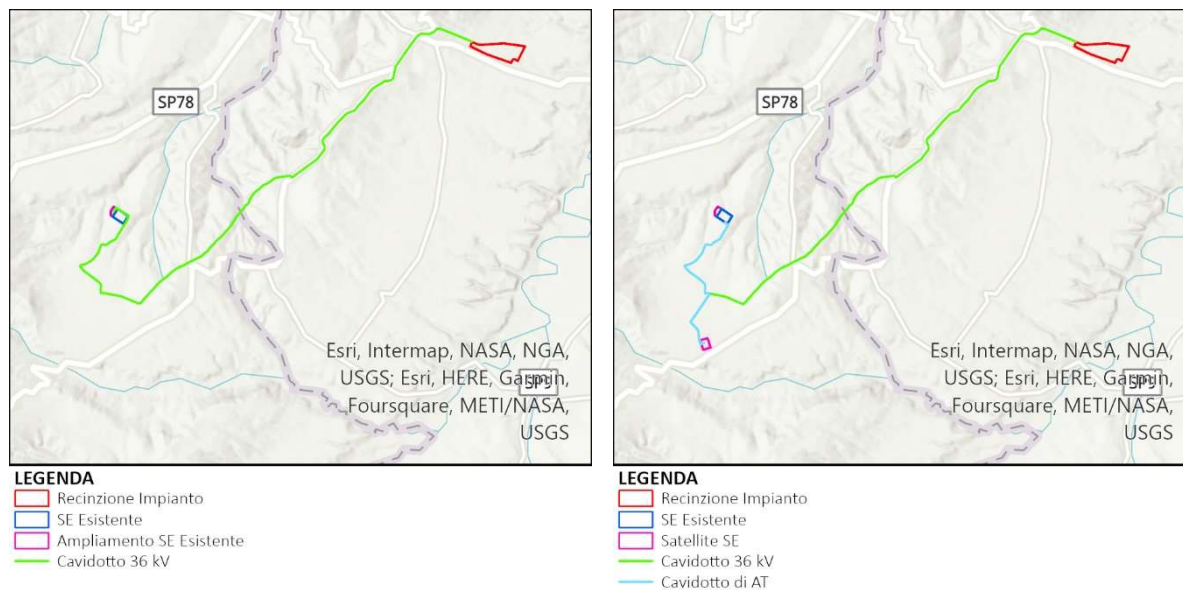 SP78
Esri, Intermap, NASA, NGA,
USGS; Esri, HERE, Garmin,
Foursquare, METI/NASA,
USGS
LEGENDA
Recinzione Impianto
SE Esistente
Ampliamento SE Esistente
Cavidotto 36 kV
SP78
Esri, Intermap, NASA, NGA,
USGS; Esri, HERE, Garmin,
Foursquare, METI/NASA,
USGS
LEGENDA
Recinzione Impianto
SE Esistente
Satellite SE
Cavidotto 36 kV
Cavidotto di AT